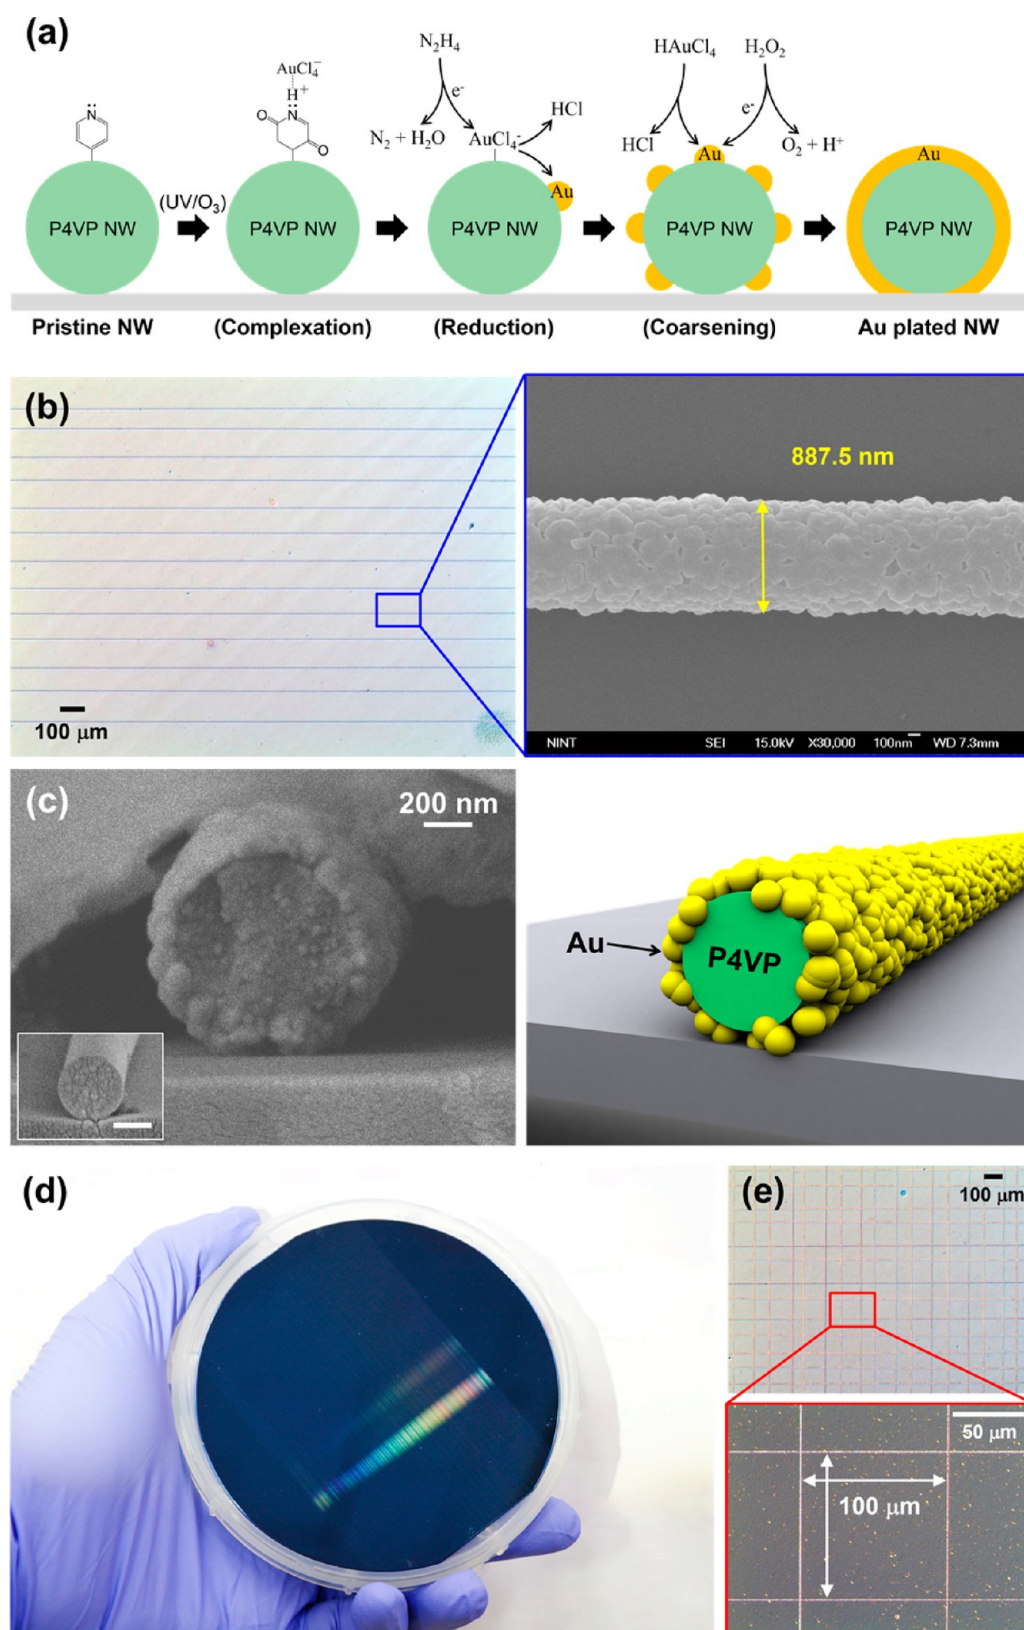 (a)
N₂H₄
HAuCl₄
H₂O₂
AuCl₄⁻
H⁺
N
N
O
O
e⁻
HCl
e⁻
N₂ + H₂O
AuCl₄⁻
HCl
Au
O₂ + H⁺
Au
Au
(UV/O₃)
P4VP NW
P4VP NW
P4VP NW
P4VP NW
P4VP NW
Pristine NW
(Complexation)
(Reduction)
(Coarsening)
Au plated NW
(b)
100 μm
887.5 nm
NINT SEI 15.0kV X30,000 100nm WD 7.3mm
(c)
200 nm
Au
P4VP
(d)
(e)
100 μm
50 μm
100 μm